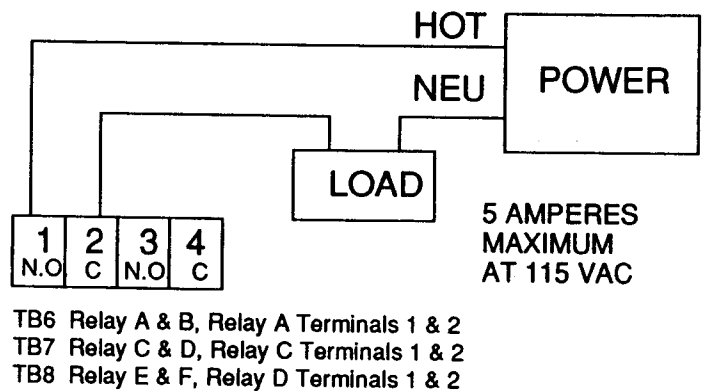 HOT
NEU
POWER
LOAD
5 AMPERES
MAXIMUM
AT 115 VAC
1 2 3 4
N.O C N.O C
TB6 Relay A & B, Relay A Terminals 1 & 2
TB7 Relay C & D, Relay C Terminals 1 & 2
TB8 Relay E & F, Relay D Terminals 1 & 2